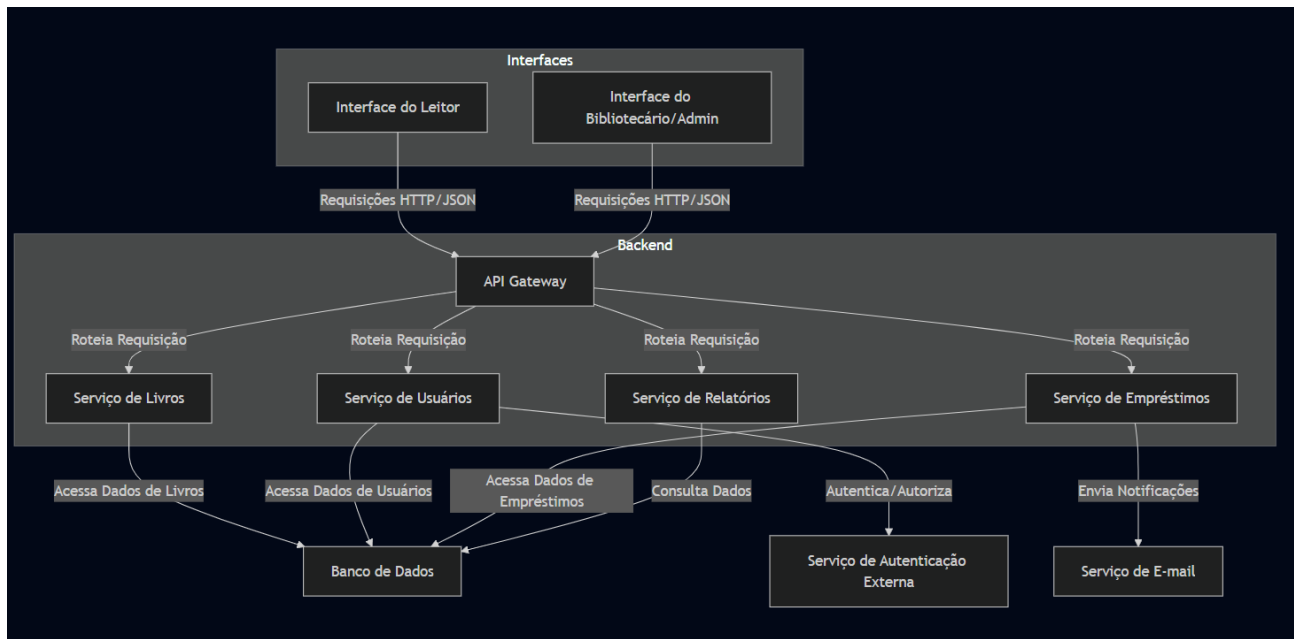 Interfaces
Interface do Leitor
Interface do
Bibliotecário/Admin
Requisições HTTP/JSON
Requisições HTTP/JSON
Backend
API Gateway
Roteia Requisição
Roteia Requisição
Roteia Requisição
Roteia Requisição
Serviço de Livros
Serviço de Usuários
Serviço de Relatórios
Serviço de Empréstimos
Acessa Dados de Livros
Acessa Dados de Usuários
Acessa Dados de
Empréstimos
Consulta Dados
Autentica/Autoriza
Envia Notificações
Banco de Dados
Serviço de Autenticação
Externa
Serviço de E-mail